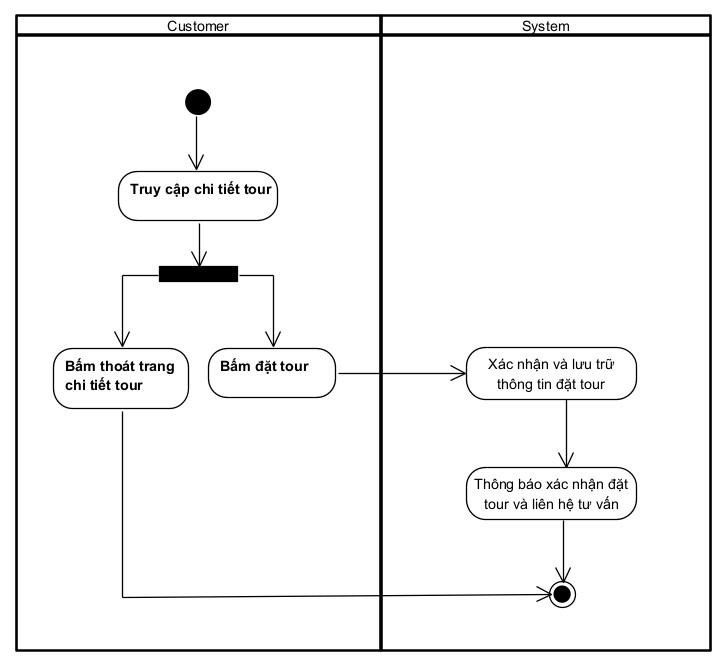 Customer
System
Truy cập chi tiết tour
Bấm thoát trang
chi tiết tour
Bấm đặt tour
Xác nhận và lưu trữ
thông tin đặt tour
Thông báo xác nhận đặt
tour và liên hệ tư vấn